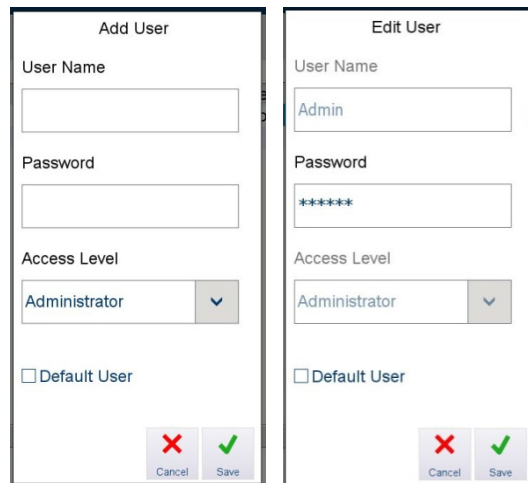 Add User
User Name
Password
Access Level
Administrator
Default User
Cancel Save
Edit User
User Name
Admin
Password
******
Access Level
Administrator
Default User
Cancel Save